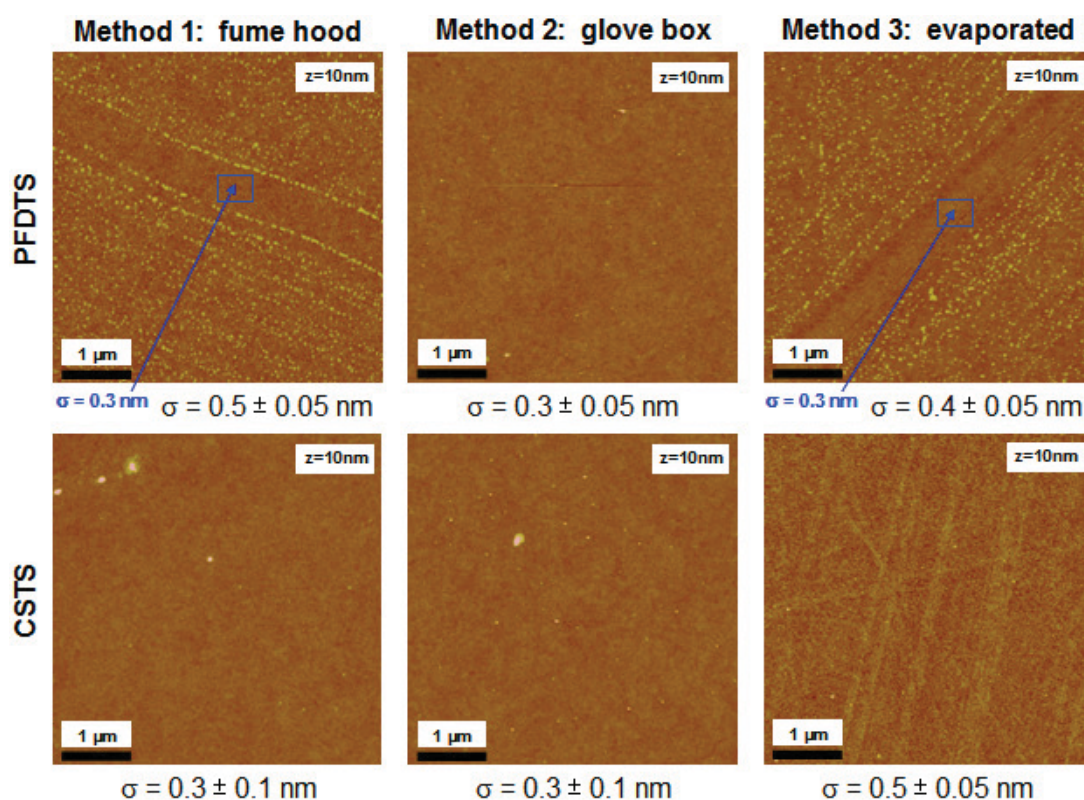 Method 1: fume hood
Method 2: glove box
Method 3: evaporated
PFDTS
z=10nm
z=10nm
z=10nm
1 µm
1 µm
1 µm
σ = 0.3 nm
σ = 0.5 ± 0.05 nm
σ = 0.3 ± 0.05 nm
σ = 0.3 nm
σ = 0.4 ± 0.05 nm
CSTS
z=10nm
z=10nm
z=10nm
1 µm
1 µm
1 µm
σ = 0.3 ± 0.1 nm
σ = 0.3 ± 0.1 nm
σ = 0.5 ± 0.05 nm